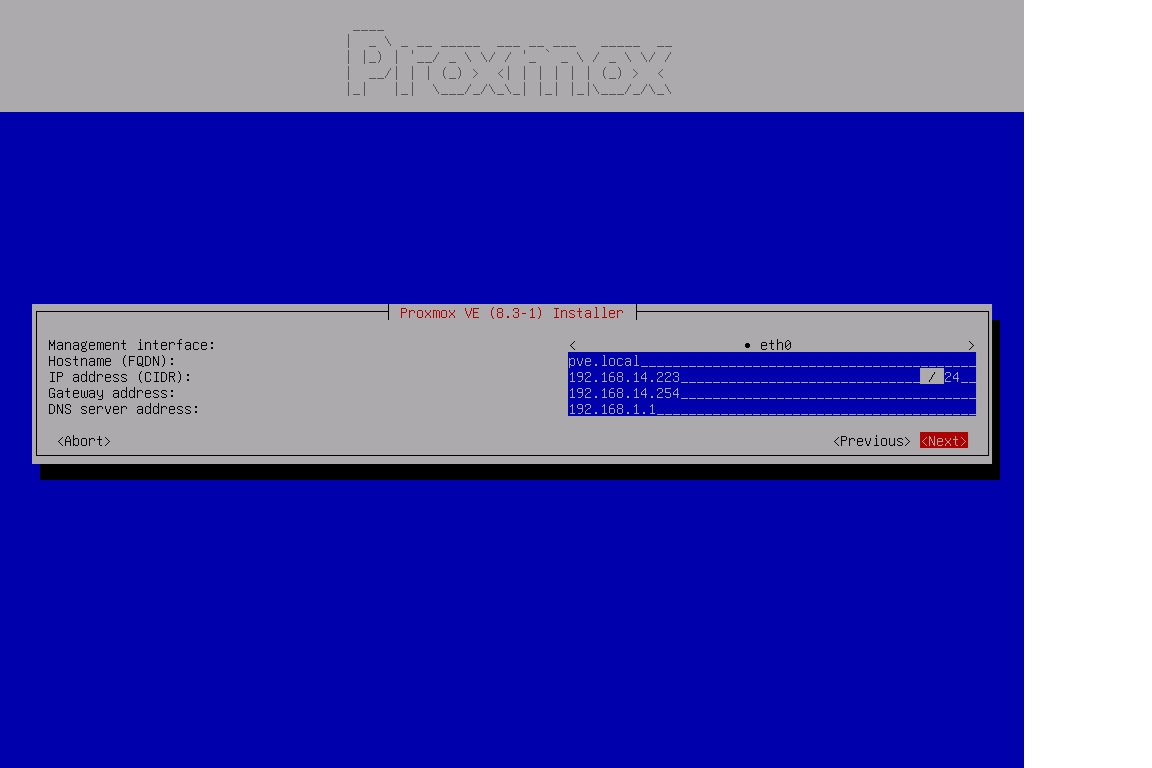 Proxmox
Proxmox VE (8.3-1) Installer
Management interface: < • eth0 >
Hostname (FQDN): pve.local
IP address (CIDR): 192.168.14.223 / 24
Gateway address: 192.168.14.254
DNS server address: 192.168.1.1
<Abort> <Previous> <Next>